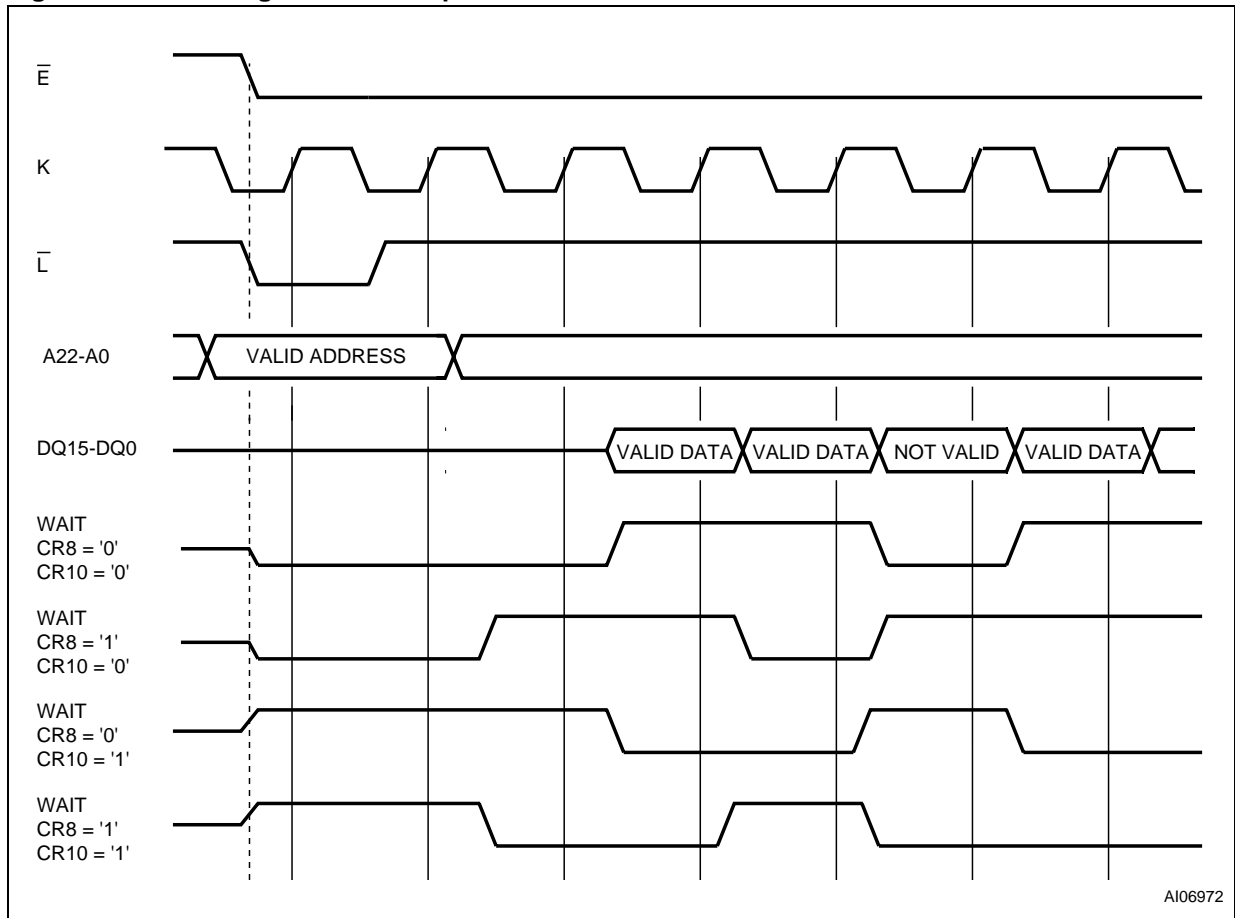 E
K
L
A22-A0
VALID ADDRESS
DQ15-DQ0
VALID DATA VALID DATA NOT VALID VALID DATA
WAIT
CR8 = '0'
CR10 = '0'
WAIT
CR8 = '1'
CR10 = '0'
WAIT
CR8 = '0'
CR10 = '1'
WAIT
CR8 = '1'
CR10 = '1'
AI06972